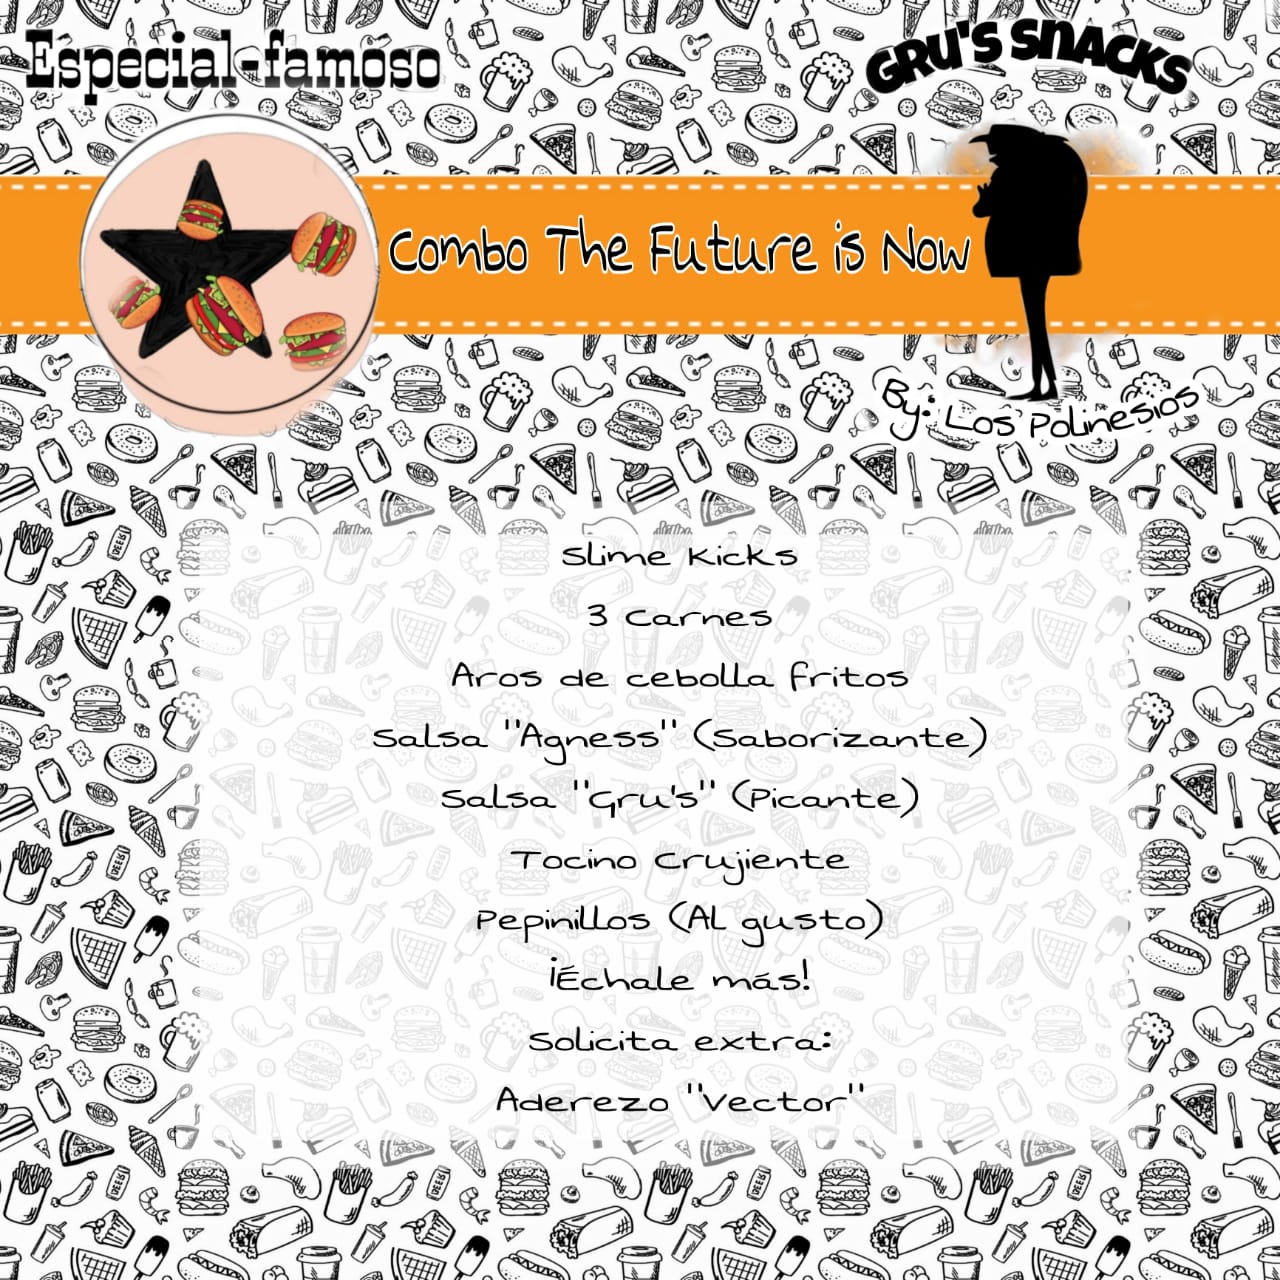 Especial-famoso
GRU'S SNACKS
Combo The Future is Now
By: Los Polinesios
Slime Kicks
3 Carnes
Aros de cebolla fritos
Salsa "Agness" (Saborizante)
Salsa "Gru's" (Picante)
Tocino Crujiente
Pepinillos (Al gusto)
¡Échale más!
Solicita extra:
Aderezo "Vector"